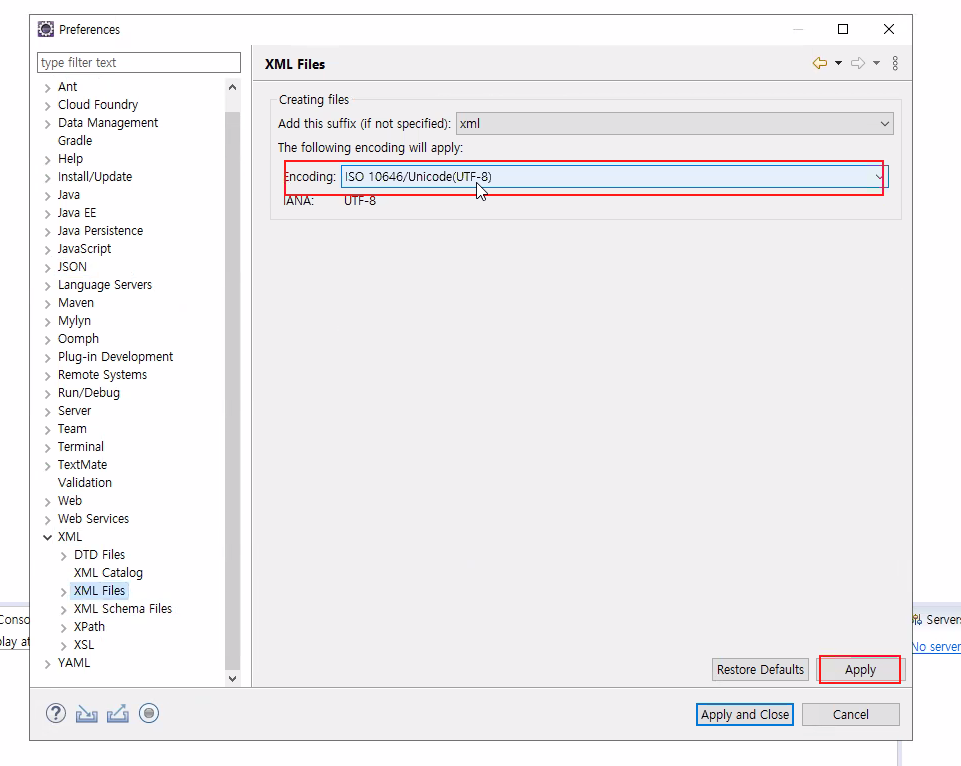 Preferences
type filter text
XML Files
Ant
Cloud Foundry
Data Management
Gradle
Help
Install/Update
Java
Java EE
Java Persistence
JavaScript
JSON
Language Servers
Maven
Mylyn
Oomph
Plug-in Development
Remote Systems
Run/Debug
Server
Team
Terminal
TextMate
Validation
Web
Web Services
XML
DTD Files
XML Catalog
XML Files
XML Schema Files
XPath
XSL
YAML
Creating files
Add this suffix (if not specified): xml
The following encoding will apply:
Encoding: ISO 10646/Unicode(UTF-8)
IANA: UTF-8
Restore Defaults Apply
Apply and Close Cancel
Conso
play at
Servers
No server